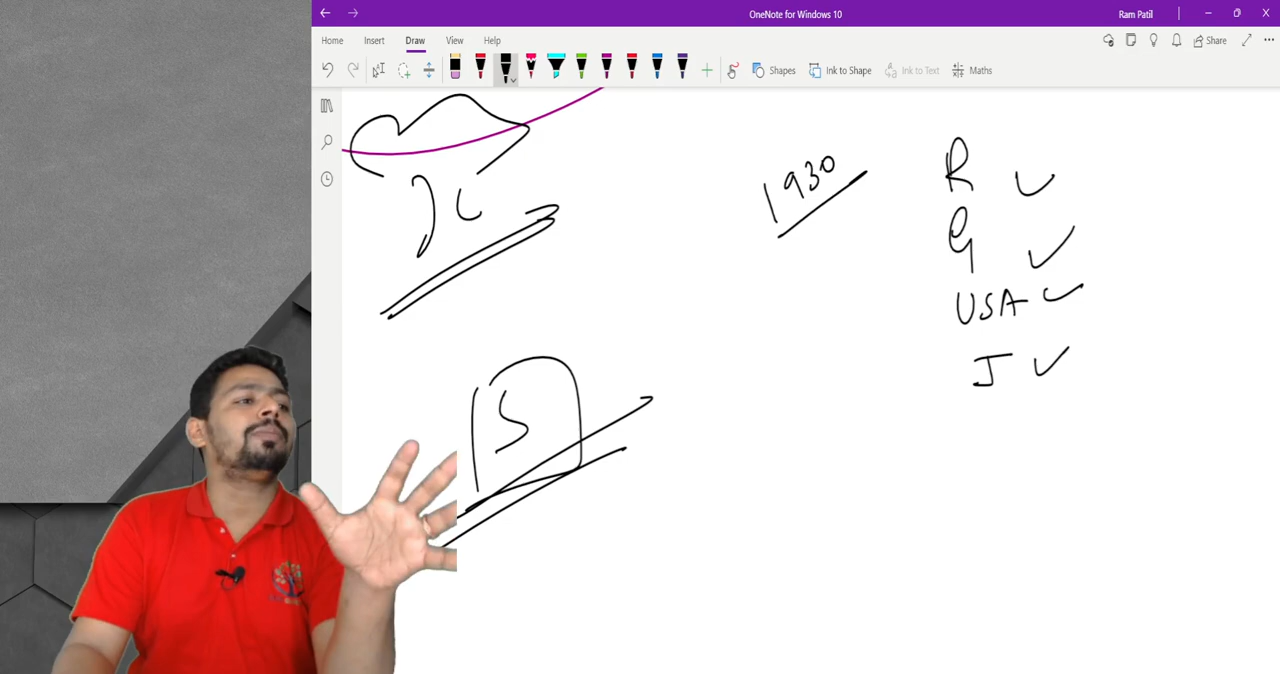 OneNote for Windows 10
Ram Patil
Home Insert Draw View Help
Share
Shapes Ink to Shape Ink to Text Maths
1930
R
G
USA
J
S